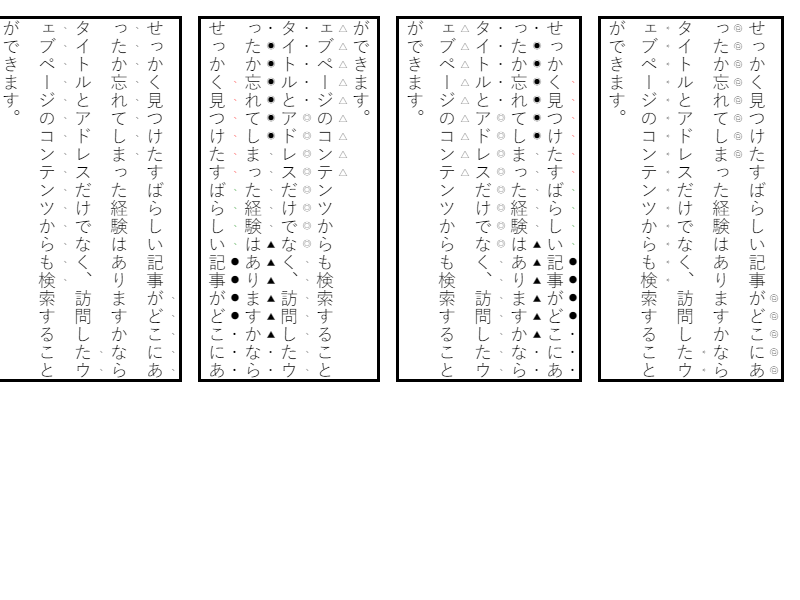 せっかく見つけたすばらしい記事がどこにあ
ったか忘れてしまった経験はありますかなら
タイトルとアドレスだけでなく、訪問したウ
ェブページのコンテンツからも検索すること
ができます。
せっかく見つけたすばらしい記事がどこにあ
ったか忘れてしまった経験はありますかなら
タイトルとアドレスだけでなく、訪問したウ
ェブページのコンテンツからも検索すること
ができます。
せっかく見つけたすばらしい記事がどこにあ
ったか忘れてしまった経験はありますかなら
タイトルとアドレスだけでなく、訪問したウ
ェブページのコンテンツからも検索すること
ができます。
せっかく見つけたすばらしい記事がどこにあ
ったか忘れてしまった経験はありますかなら
タイトルとアドレスだけでなく、訪問したウ
ェブページのコンテンツからも検索すること
ができます。